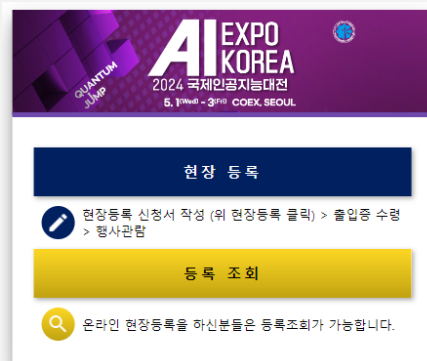 QUANTUM
JUMP
AI EXPO
KOREA
2024 국제인공지능대전
5. 1(Wed) - 3(Fri) COEX, SEOUL
현장 등록
현장등록 신청서 작성 (위 현장등록 클릭) > 출입증 수령
> 행사관람
등록 조회
온라인 현장등록을 하신분들은 등록조회가 가능합니다.